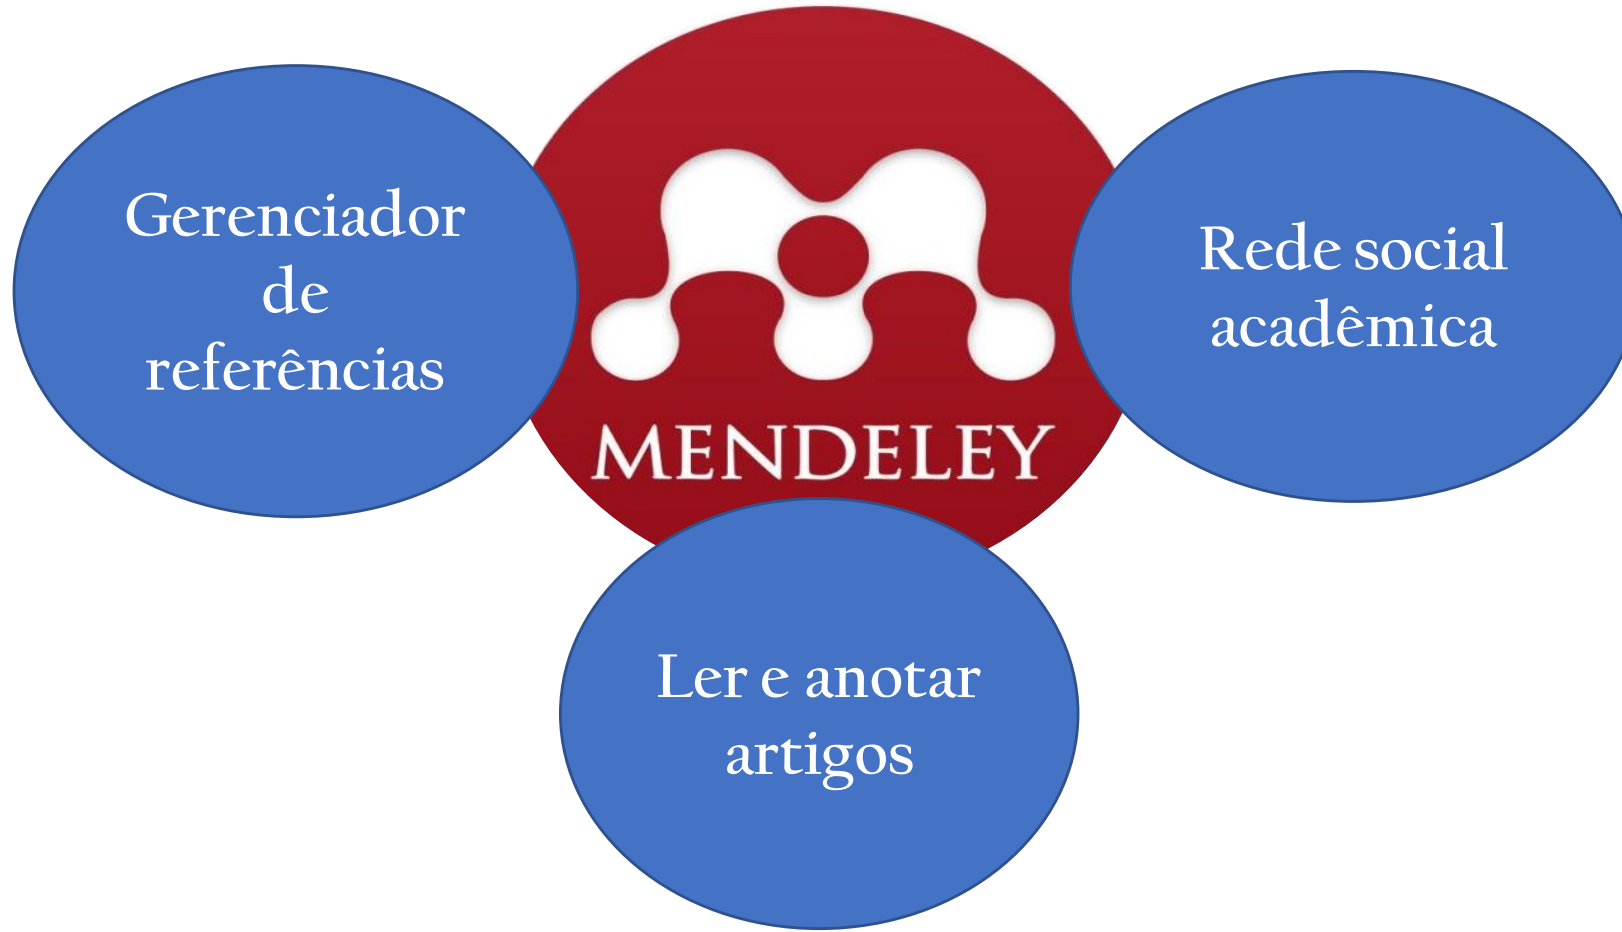 Gerenciador
de
referências
MENDELEY
Rede social
acadêmica
Ler e anotar
artigos